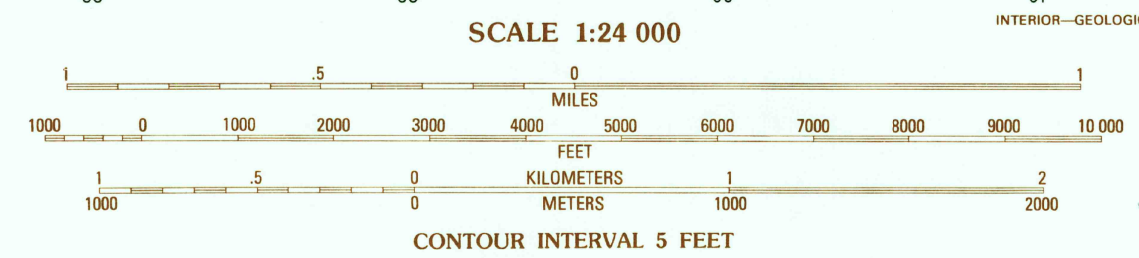 INTERIOR—GEOLOGI
SCALE 1:24 000
1 .5 0 1
MILES
1000 0 1000 2000 3000 4000 5000 6000 7000 8000 9000 10 000
FEET
1 .5 0 KILOMETERS 1 2
1000 0 METERS 1000 2000
CONTOUR INTERVAL 5 FEET